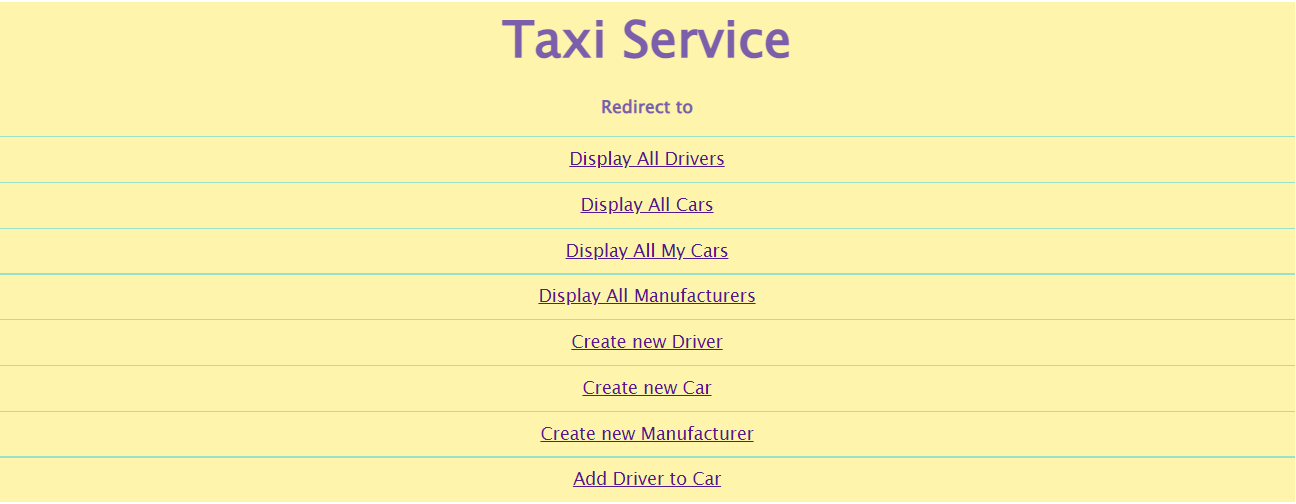 Taxi Service
Redirect to
Display All Drivers
Display All Cars
Display All My Cars
Display All Manufacturers
Create new Driver
Create new Car
Create new Manufacturer
Add Driver to Car